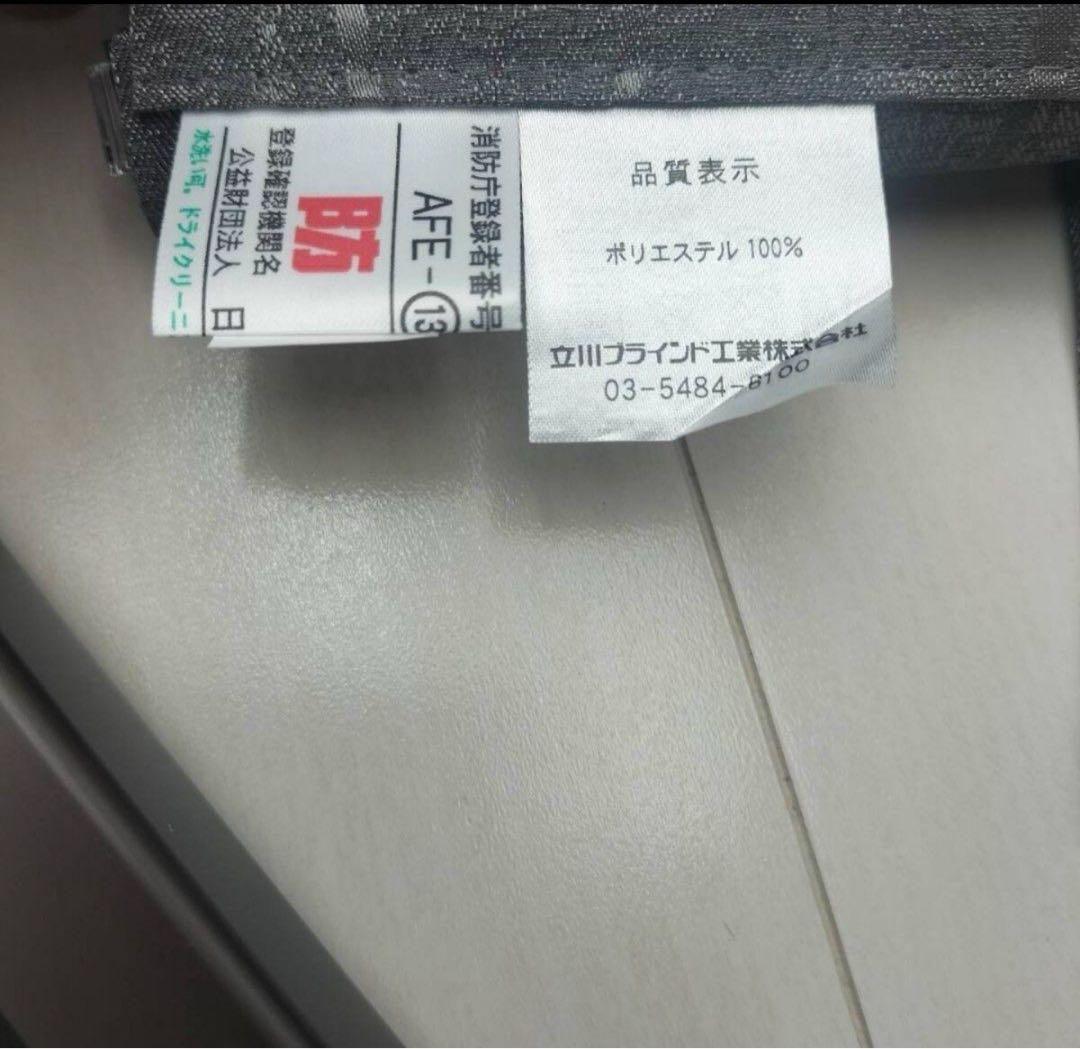 消防庁登録者番号
AFE-⑬
防
登録確認機関名
公益財団法人 日
水洗い可。ドライクリーニ
品質表示
ポリエステル 100%
立川ブラインド工業株式会社
03-5484-8100